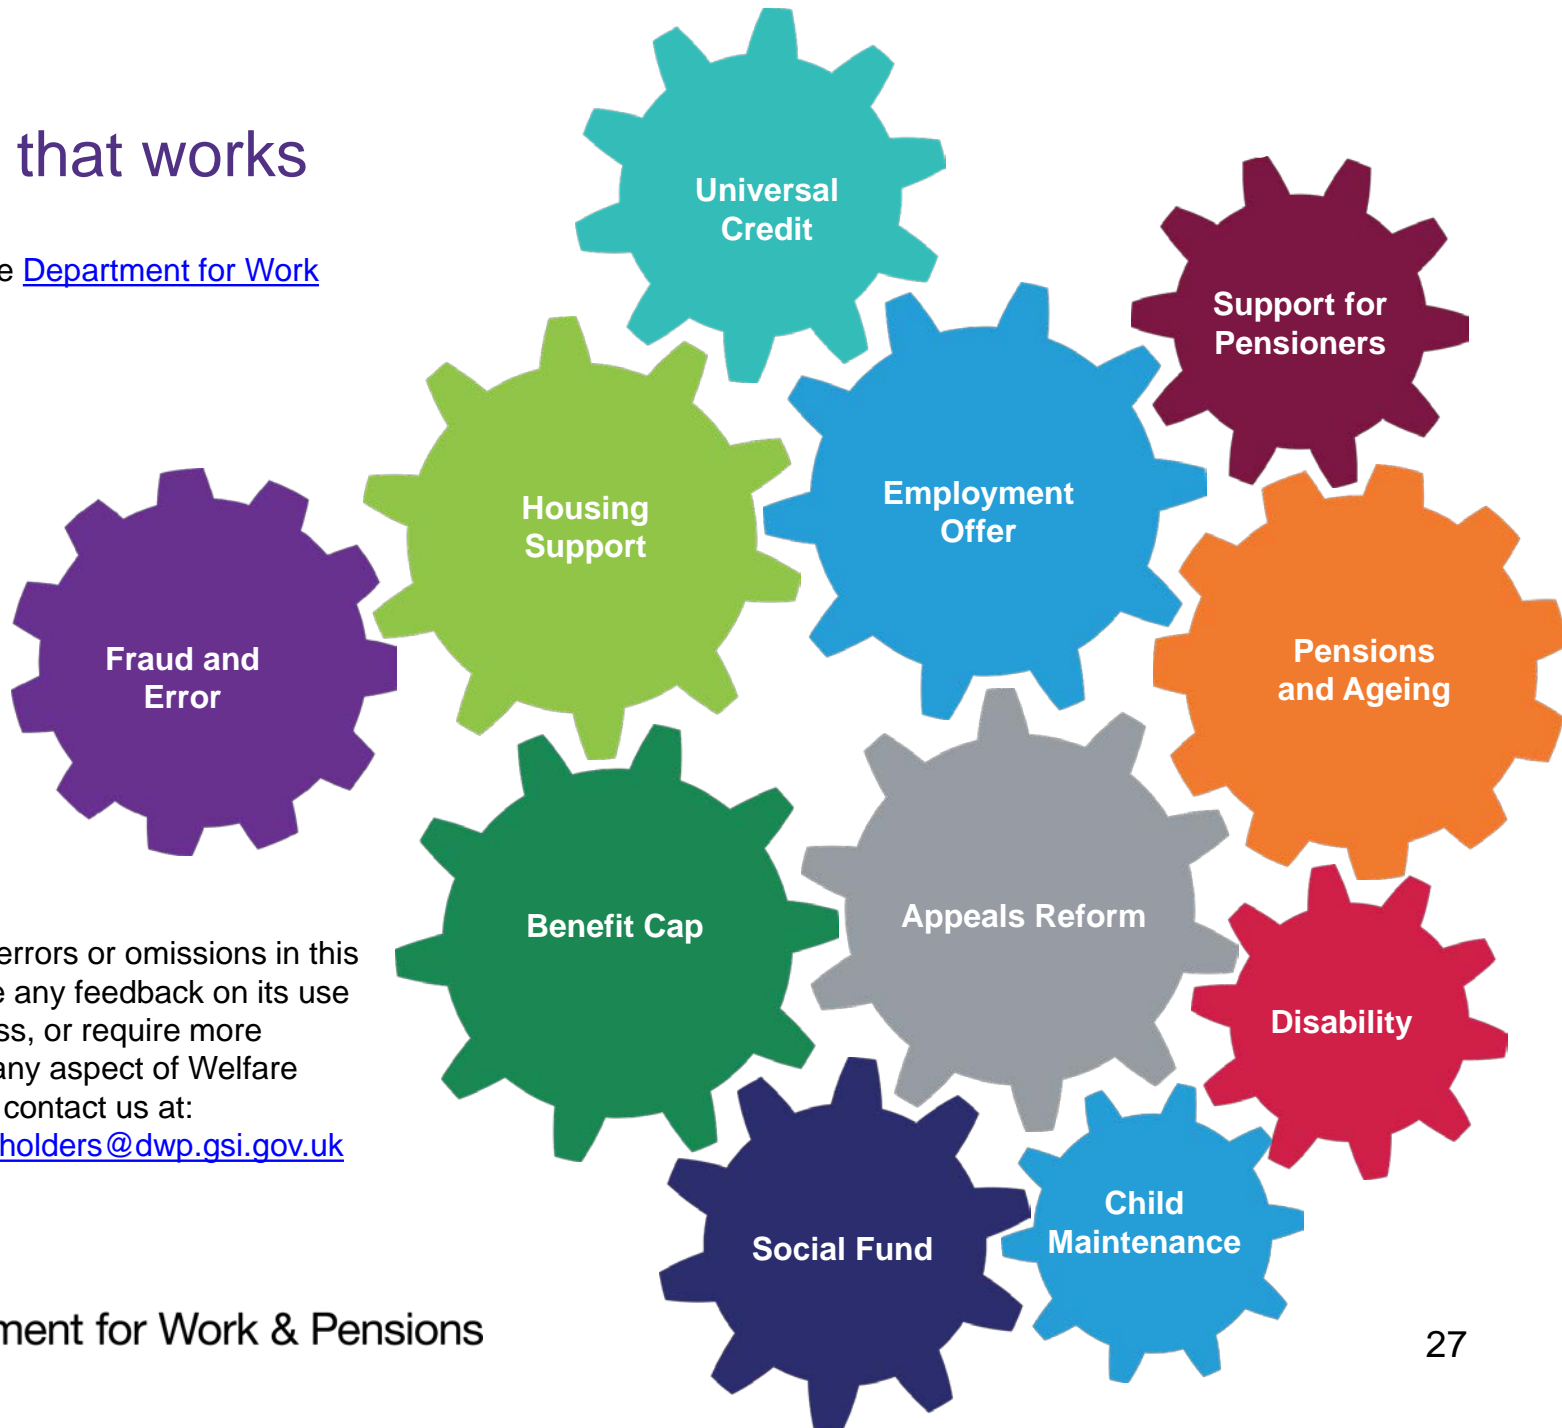 that works
e Department for Work
Universal
Credit
Support for
Pensioners
Housing
Support
Employment
Offer
Fraud and
Error
Pensions
and Ageing
Benefit Cap
Appeals Reform
errors or omissions in this
e any feedback on its use
ss, or require more
any aspect of Welfare
contact us at:
holders@dwp.gsi.gov.uk
Disability
Social Fund
Child
Maintenance
ment for Work & Pensions
27